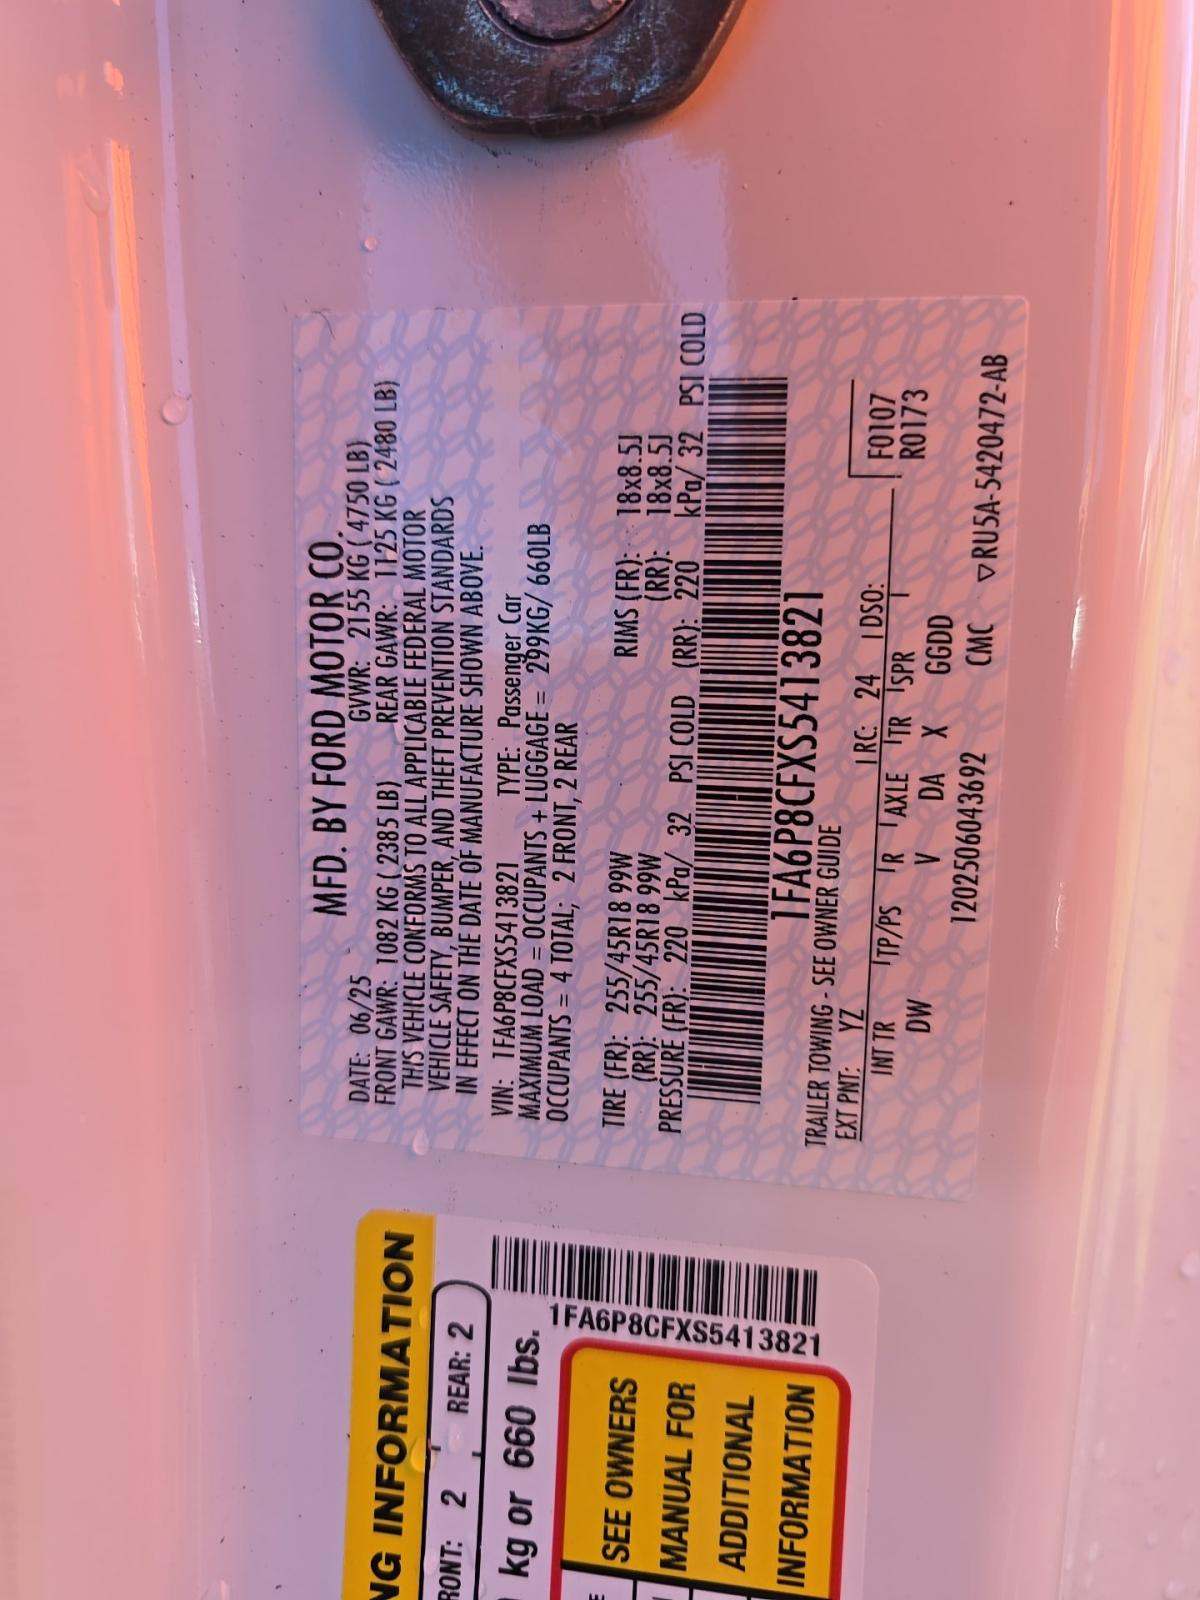 MFD. BY FORD MOTOR CO.
DATE: 06/25 GVWR: 2155 KG ( 4750 LB)
FRONT GAWR: 1082 KG ( 2385 LB) REAR GAWR: 1125 KG ( 2480 LB)
THIS VEHICLE CONFORMS TO ALL APPLICABLE FEDERAL MOTOR
VEHICLE SAFETY, BUMPER, AND THEFT PREVENTION STANDARDS
IN EFFECT ON THE DATE OF MANUFACTURE SHOWN ABOVE.
VIN: 1FA6P8CFXS5413821 TYPE: Passenger Car
MAXIMUM LOAD = OCCUPANTS + LUGGAGE = 299KG/ 660LB
OCCUPANTS = 4 TOTAL; 2 FRONT, 2 REAR
TIRE (FR): 255/45R18 99W RIMS (FR): 18x8.5J
(RR): 255/45R18 99W (RR): 18x8.5J
PRESSURE (FR): 220 kPa/ 32 PSI COLD (RR): 220 kPa/ 32 PSI COLD
1FA6P8CFXS5413821
TRAILER TOWING - SEE OWNER GUIDE
EXT PNT: YZ RC: 24 DSO: F0107
INT TR TP/PS R AXLE TR SPR R0173
DW V DA X GGDD
1202506043692 CMC ▽RU5A-5420472-AB
NG INFORMATION
RONT: 2 REAR: 2
kg or 660 lbs.
1FA6P8CFXS5413821
SEE OWNERS
MANUAL FOR
ADDITIONAL
INFORMATION